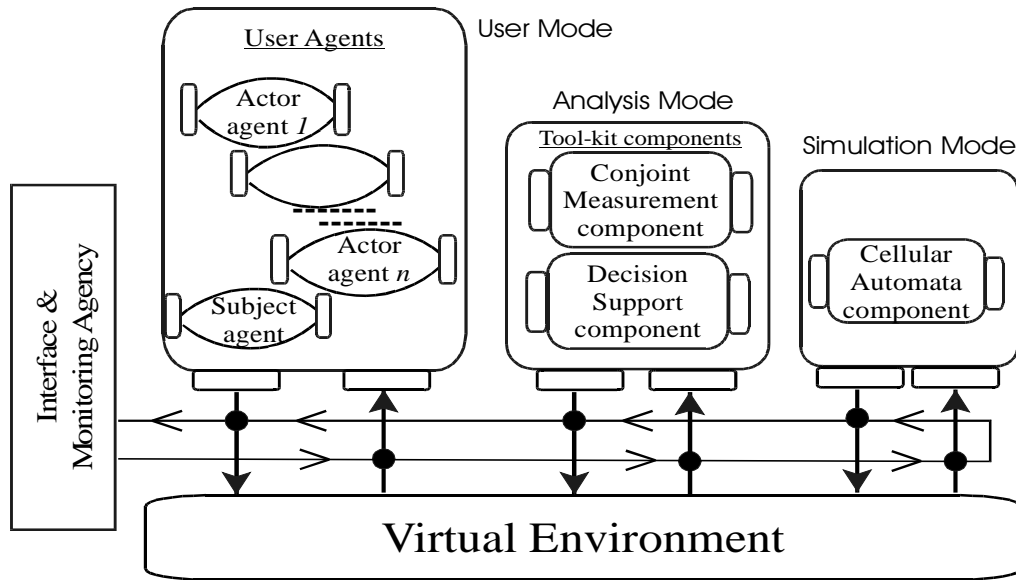 User Mode
User Agents
Actor
agent 1
Actor
agent n
Subject
agent
Analysis Mode
Tool-kit components
Conjoint
Measurement
component
Decision
Support
component
Simulation Mode
Cellular
Automata
component
Interface &
Monitoring Agency
Virtual Environment